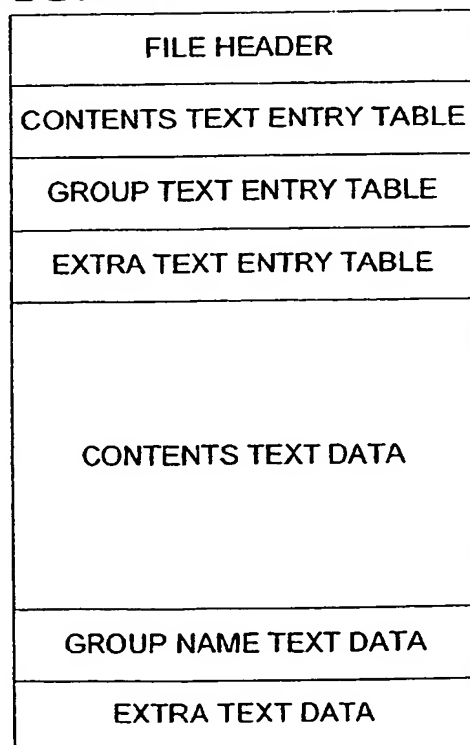 FILE HEADER
CONTENTS TEXT ENTRY TABLE
GROUP TEXT ENTRY TABLE
EXTRA TEXT ENTRY TABLE
CONTENTS TEXT DATA
GROUP NAME TEXT DATA
EXTRA TEXT DATA